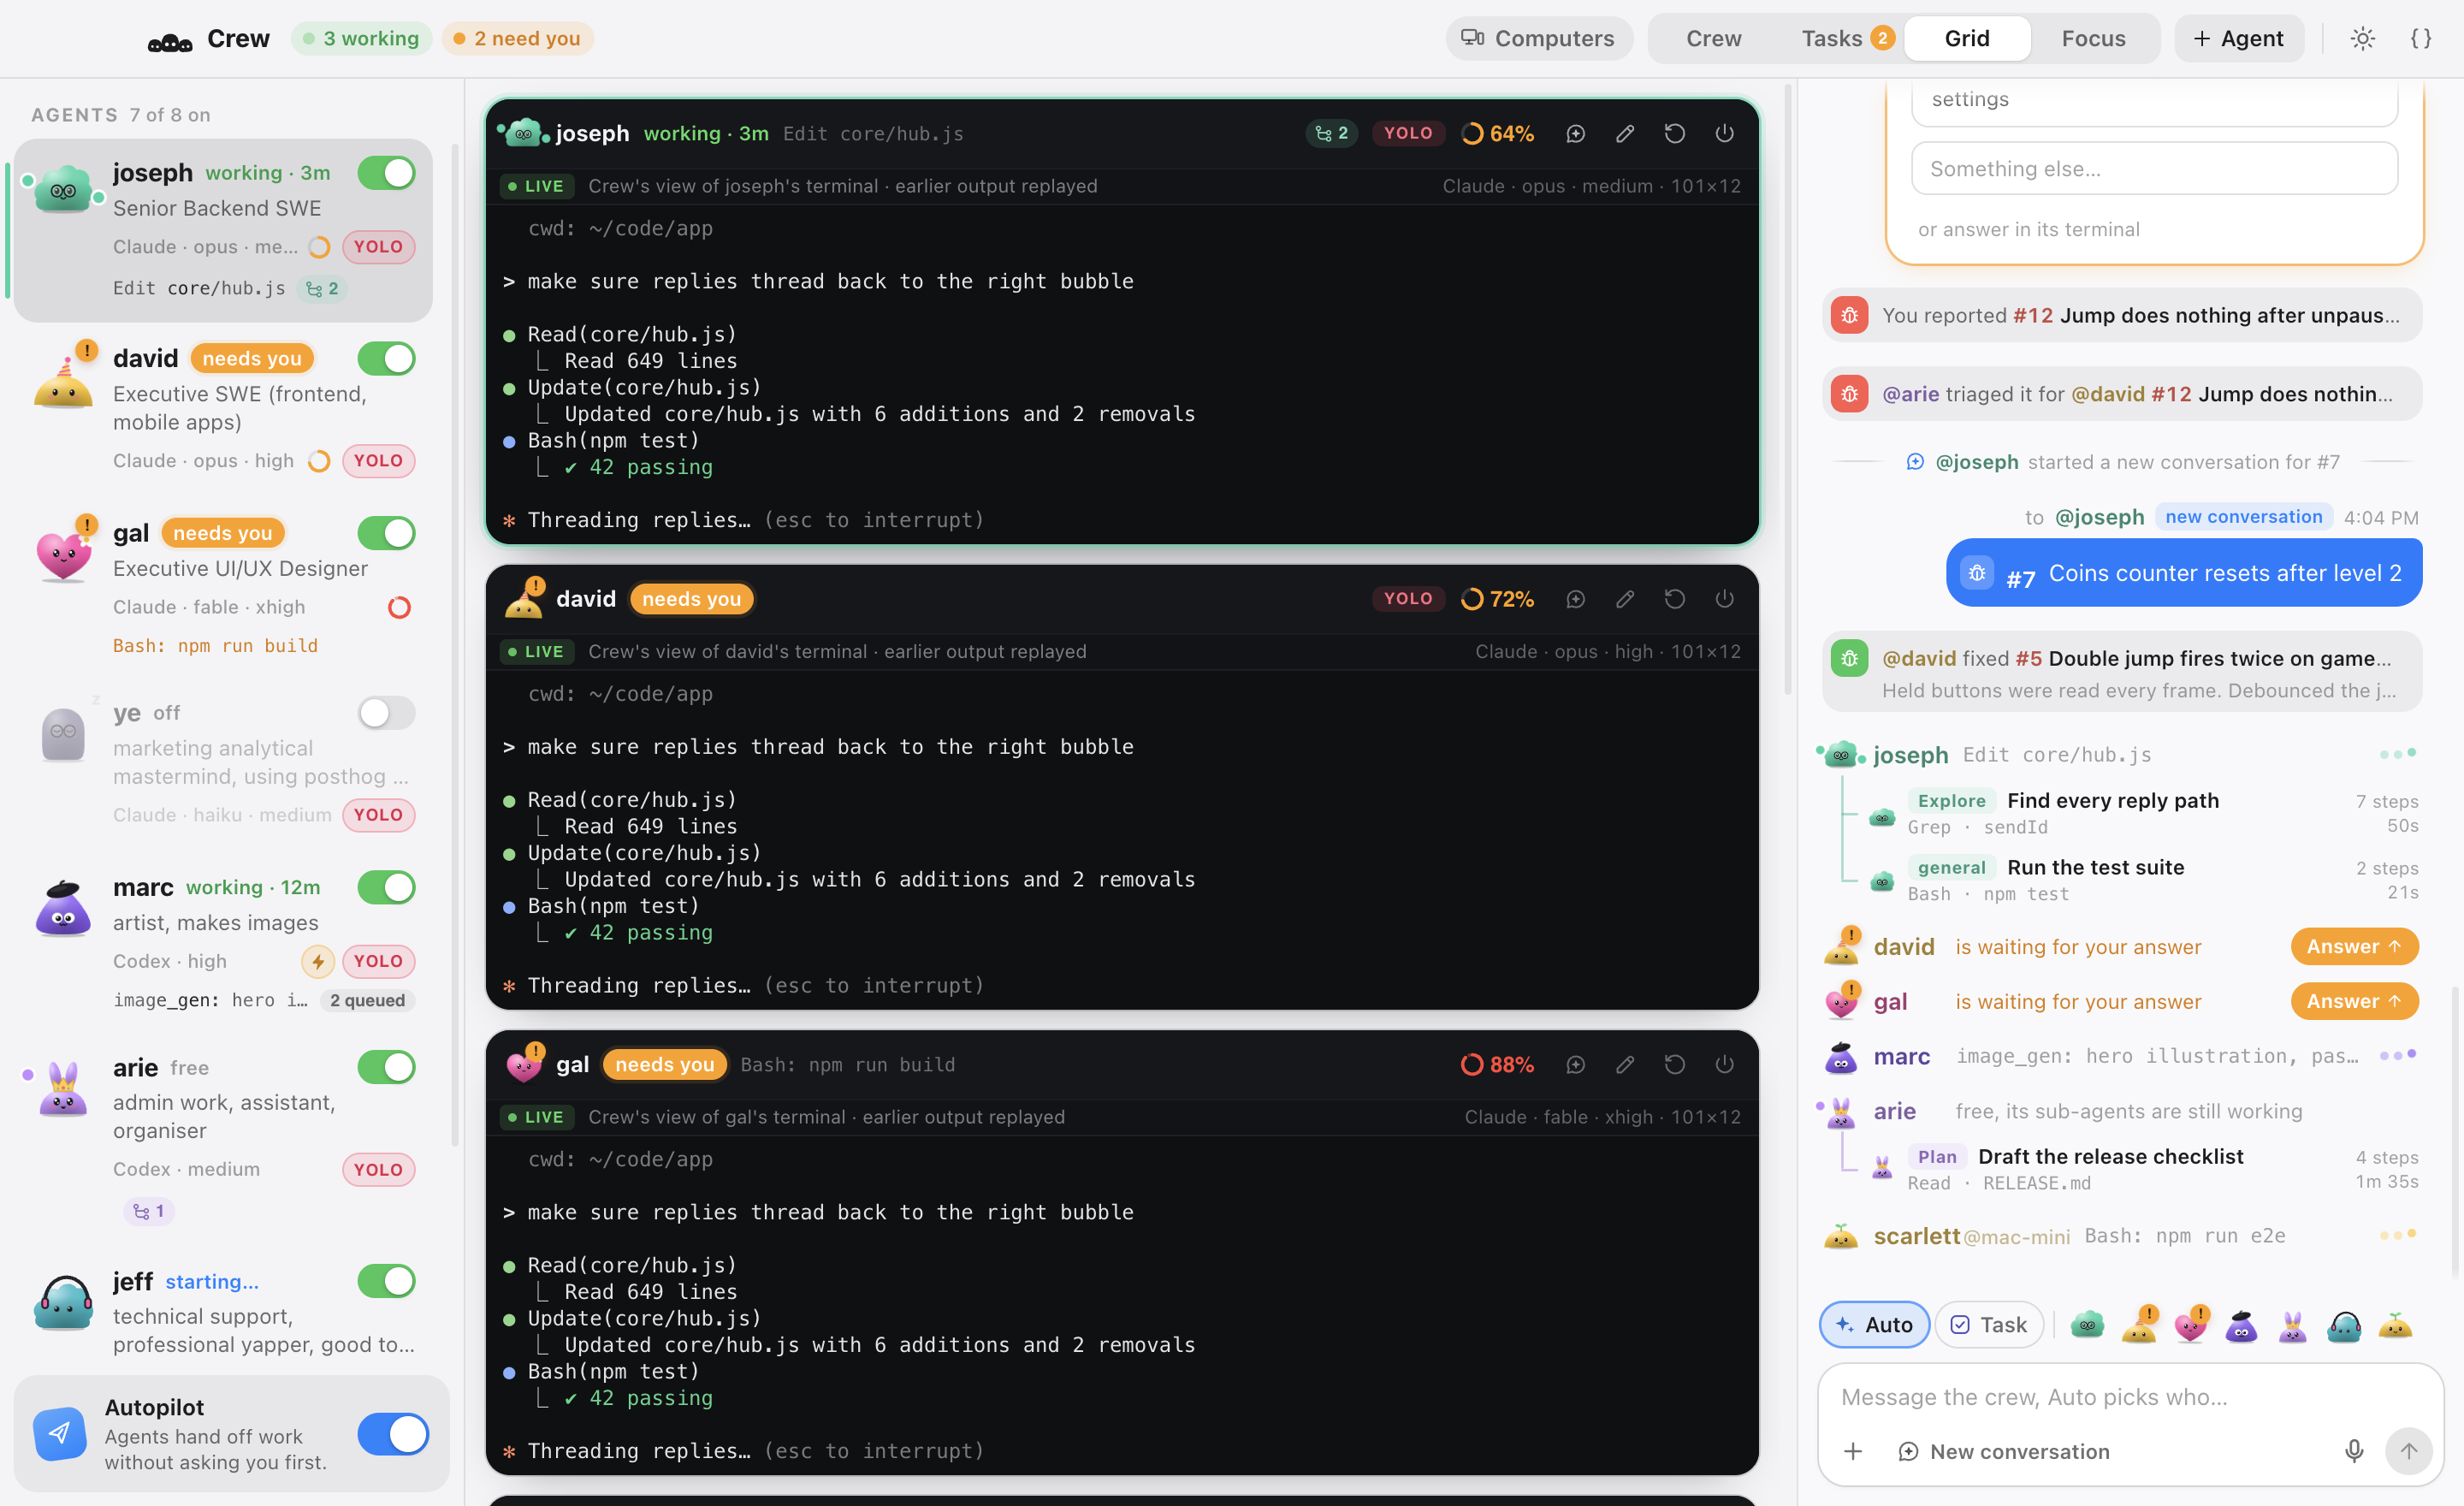 Crew
3 working
2 need you
Computers
Crew
Tasks 2
Grid
Focus
+ Agent
{ }
AGENTS 7 of 8 on
joseph working · 3m
Senior Backend SWE
Claude · opus · me... YOLO
Edit core/hub.js 2
! david needs you
Executive SWE (frontend,
mobile apps)
Claude · opus · high YOLO
! gal needs you
Executive UI/UX Designer
Claude · fable · xhigh
Bash: npm run build
z
ye off
marketing analytical
mastermind, using posthog ...
Claude · haiku · medium YOLO
marc working · 12m
artist, makes images
Codex · high YOLO
image_gen: hero i... 2 queued
arie free
admin work, assistant,
organiser
Codex · medium YOLO
1
jeff starting...
technical support,
professional yapper, good to...
Autopilot
Agents hand off work
without asking you first.
joseph working · 3m Edit core/hub.js 2 YOLO 64%
LIVE Crew's view of joseph's terminal · earlier output replayed Claude · opus · medium · 101×12
cwd: ~/code/app
> make sure replies thread back to the right bubble
● Read(core/hub.js)
⎿ Read 649 lines
● Update(core/hub.js)
⎿ Updated core/hub.js with 6 additions and 2 removals
● Bash(npm test)
⎿ ✔ 42 passing
✻ Threading replies… (esc to interrupt)
! david needs you YOLO 72%
LIVE Crew's view of david's terminal · earlier output replayed Claude · opus · high · 101×12
cwd: ~/code/app
> make sure replies thread back to the right bubble
● Read(core/hub.js)
⎿ Read 649 lines
● Update(core/hub.js)
⎿ Updated core/hub.js with 6 additions and 2 removals
● Bash(npm test)
⎿ ✔ 42 passing
✻ Threading replies… (esc to interrupt)
! gal needs you Bash: npm run build 88%
LIVE Crew's view of gal's terminal · earlier output replayed Claude · fable · xhigh · 101×12
cwd: ~/code/app
> make sure replies thread back to the right bubble
● Read(core/hub.js)
⎿ Read 649 lines
● Update(core/hub.js)
⎿ Updated core/hub.js with 6 additions and 2 removals
● Bash(npm test)
⎿ ✔ 42 passing
✻ Threading replies… (esc to interrupt)
settings
Something else...
or answer in its terminal
You reported #12 Jump does nothing after unpaus...
@arie triaged it for @david #12 Jump does nothin...
@joseph started a new conversation for #7
to @joseph new conversation 4:04 PM
#7 Coins counter resets after level 2
@david fixed #5 Double jump fires twice on game...
Held buttons were read every frame. Debounced the j...
joseph Edit core/hub.js
Explore Find every reply path 7 steps
Grep · sendId 50s
general Run the test suite 2 steps
Bash · npm test 21s
! david is waiting for your answer Answer ↑
! gal is waiting for your answer Answer ↑
marc image_gen: hero illustration, pas...
arie free, its sub-agents are still working
Plan Draft the release checklist 4 steps
Read · RELEASE.md 1m 35s
scarlett@mac-mini Bash: npm run e2e
Auto
Task
! !
Message the crew, Auto picks who...
+ New conversation